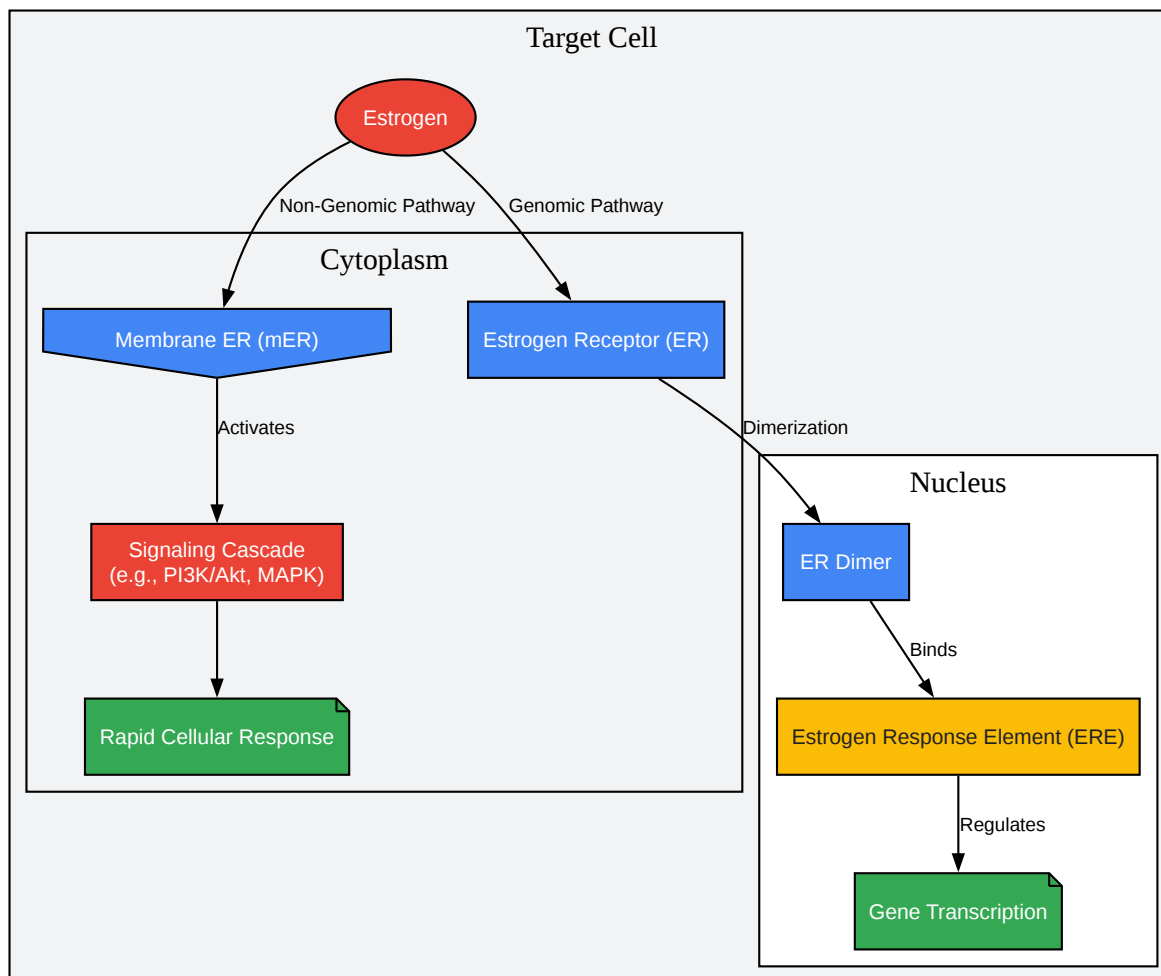 Target Cell
Estrogen
Non-Genomic Pathway
Genomic Pathway
Cytoplasm
Membrane ER (mER)
Estrogen Receptor (ER)
Activates
Dimerization
Nucleus
Signaling Cascade
(e.g., PI3K/Akt, MAPK)
ER Dimer
Binds
Rapid Cellular Response
Estrogen Response Element (ERE)
Regulates
Gene Transcription